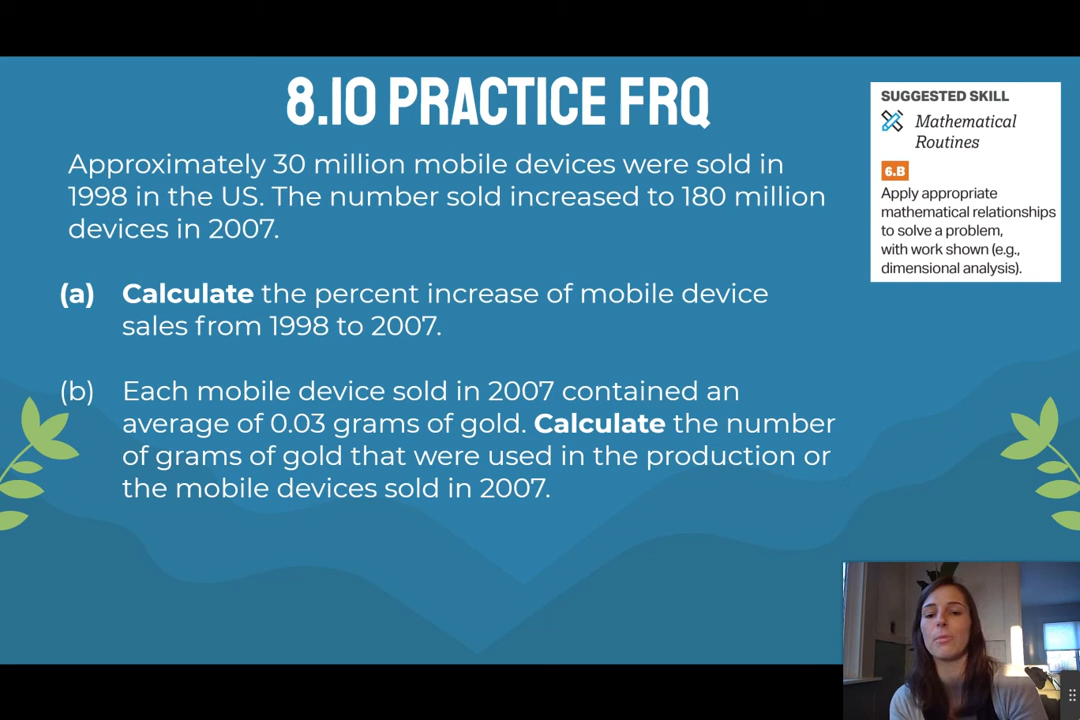 8.10 PRACTICE FRQ
Approximately 30 million mobile devices were sold in
1998 in the US. The number sold increased to 180 million
devices in 2007.
(a) Calculate the percent increase of mobile device
sales from 1998 to 2007.
(b) Each mobile device sold in 2007 contained an
average of 0.03 grams of gold. Calculate the number
of grams of gold that were used in the production or
the mobile devices sold in 2007.
SUGGESTED SKILL
Mathematical
Routines
6.B
Apply appropriate
mathematical relationships
to solve a problem,
with work shown (e.g.,
dimensional analysis).